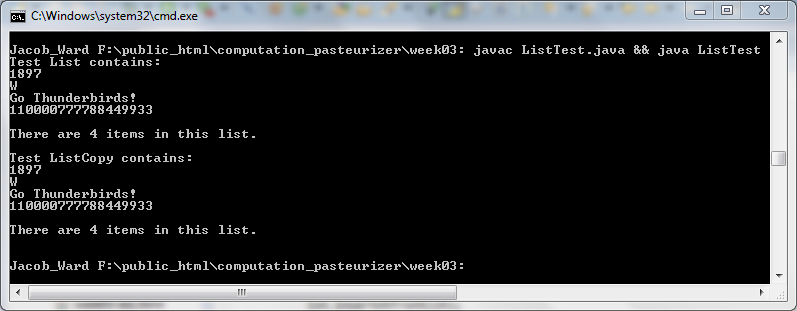 C:\Windows\system32\cmd.exe
Jacob_Ward F:\public_html\computation_pasteurizer\week03: javac ListTest.java && java ListTest
Test List contains:
1897
W
Go Thunderbirds!
110000777788449933
There are 4 items in this list.
Test ListCopy contains:
1897
W
Go Thunderbirds!
110000777788449933
There are 4 items in this list.
Jacob_Ward F:\public_html\computation_pasteurizer\week03: